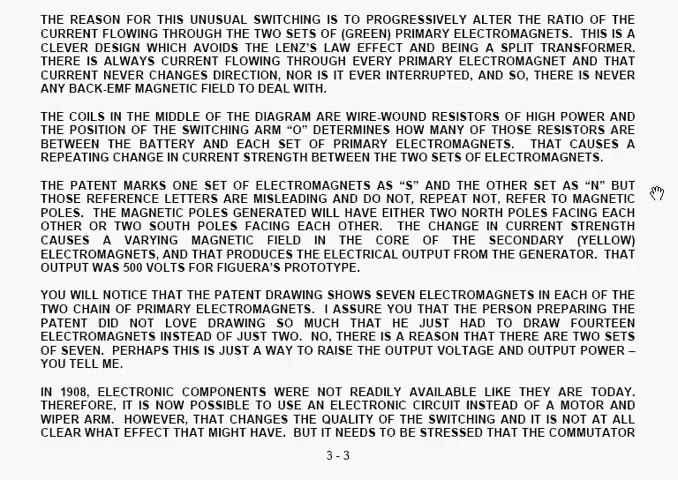 THE REASON FOR THIS UNUSUAL SWITCHING IS TO PROGRESSIVELY ALTER THE RATIO OF THE
CURRENT FLOWING THROUGH THE TWO SETS OF (GREEN) PRIMARY ELECTROMAGNETS. THIS IS A
CLEVER DESIGN WHICH AVOIDS THE LENZ'S LAW EFFECT AND BEING A SPLIT TRANSFORMER.
THERE IS ALWAYS CURRENT FLOWING THROUGH EVERY PRIMARY ELECTROMAGNET AND THAT
CURRENT NEVER CHANGES DIRECTION, NOR IS IT EVER INTERRUPTED, AND SO, THERE IS NEVER
ANY BACK-EMF MAGNETIC FIELD TO DEAL WITH.
THE COILS IN THE MIDDLE OF THE DIAGRAM ARE WIRE-WOUND RESISTORS OF HIGH POWER AND
THE POSITION OF THE SWITCHING ARM "O" DETERMINES HOW MANY OF THOSE RESISTORS ARE
BETWEEN THE BATTERY AND EACH SET OF PRIMARY ELECTROMAGNETS. THAT CAUSES A
REPEATING CHANGE IN CURRENT STRENGTH BETWEEN THE TWO SETS OF ELECTROMAGNETS.
THE PATENT MARKS ONE SET OF ELECTROMAGNETS AS "S" AND THE OTHER SET AS "N" BUT
THOSE REFERENCE LETTERS ARE MISLEADING AND DO NOT, REPEAT NOT, REFER TO MAGNETIC
POLES. THE MAGNETIC POLES GENERATED WILL HAVE EITHER TWO NORTH POLES FACING EACH
OTHER OR TWO SOUTH POLES FACING EACH OTHER. THE CHANGE IN CURRENT STRENGTH
CAUSES A VARYING MAGNETIC FIELD IN THE CORE OF THE SECONDARY (YELLOW)
ELECTROMAGNETS, AND THAT PRODUCES THE ELECTRICAL OUTPUT FROM THE GENERATOR. THAT
OUTPUT WAS 500 VOLTS FOR FIGUERA'S PROTOTYPE.
YOU WILL NOTICE THAT THE PATENT DRAWING SHOWS SEVEN ELECTROMAGNETS IN EACH OF THE
TWO CHAIN OF PRIMARY ELECTROMAGNETS. I ASSURE YOU THAT THE PERSON PREPARING THE
PATENT DID NOT LOVE DRAWING SO MUCH THAT HE JUST HAD TO DRAW FOURTEEN
ELECTROMAGNETS INSTEAD OF JUST TWO. NO, THERE IS A REASON THAT THERE ARE TWO SETS
OF SEVEN. PERHAPS THIS IS JUST A WAY TO RAISE THE OUTPUT VOLTAGE AND OUTPUT POWER –
YOU TELL ME.
IN 1908, ELECTRONIC COMPONENTS WERE NOT READILY AVAILABLE LIKE THEY ARE TODAY.
THEREFORE, IT IS NOW POSSIBLE TO USE AN ELECTRONIC CIRCUIT INSTEAD OF A MOTOR AND
WIPER ARM. HOWEVER, THAT CHANGES THE QUALITY OF THE SWITCHING AND IT IS NOT AT ALL
CLEAR WHAT EFFECT THAT MIGHT HAVE. BUT IT NEEDS TO BE STRESSED THAT THE COMMUTATOR
3 - 3